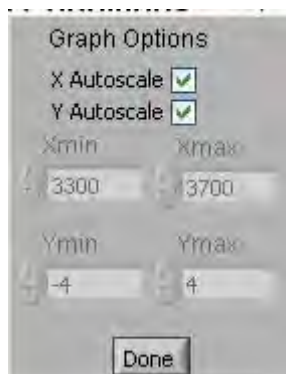 Graph Options
X Autoscale
Y Autoscale
Xmin Xmax
3300 3700
Ymin Ymax
-4 4
Done